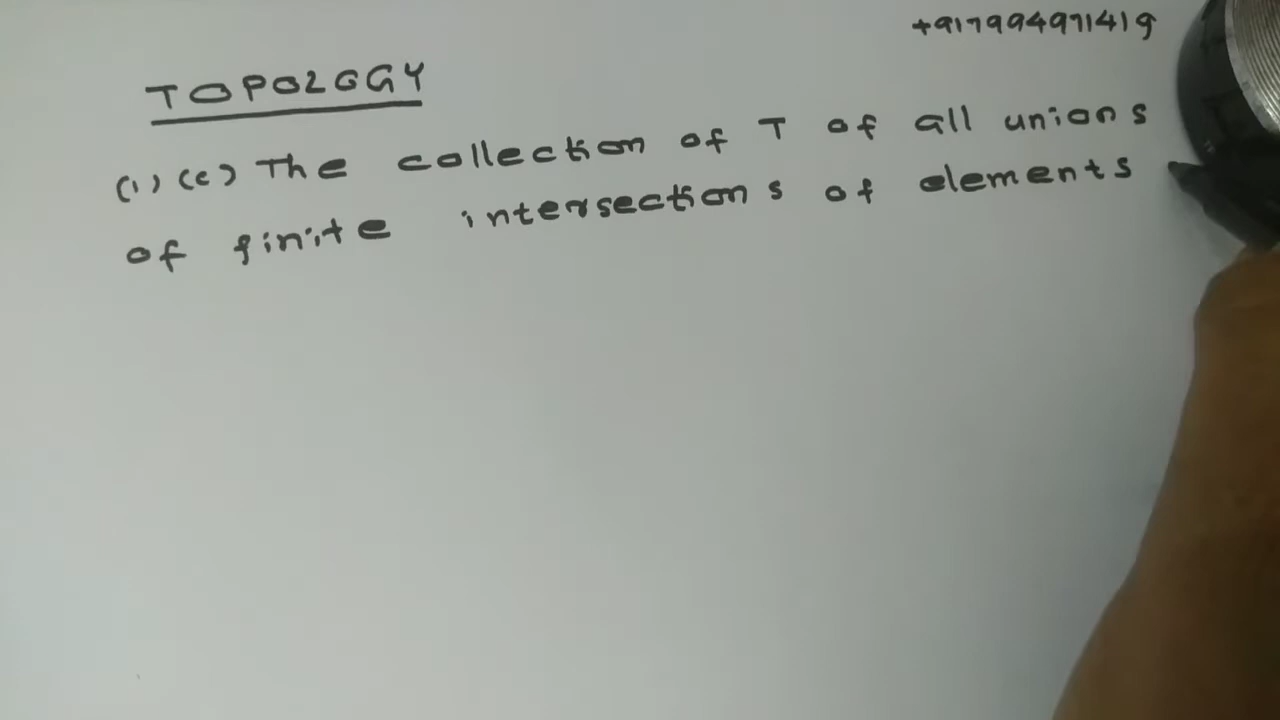 +917994971419
TOPOLOGY
(1) (c) The collection of T of all unions
of finite intersections of elements